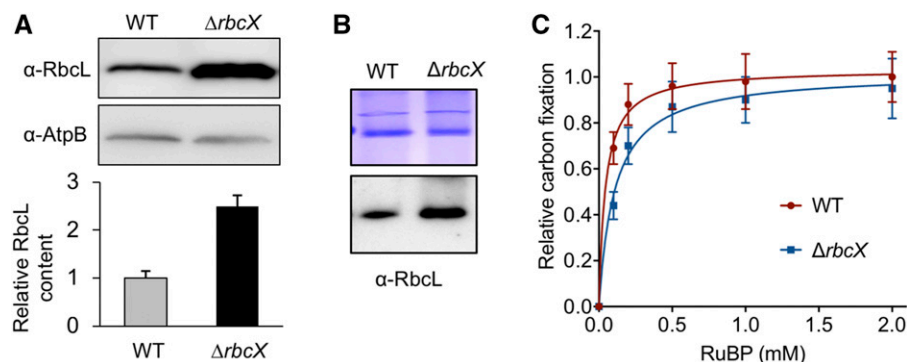 A
WT
ΔrbcX
α-RbcL
α-AtpB
Relative RbcL
content
3
2
1
0
WT
ΔrbcX
B
WT
ΔrbcX
α-RbcL
C
Relative carbon fixation
1.2
1.0
0.8
0.6
0.4
0.2
0.0
WT
ΔrbcX
0.0 0.5 1.0 1.5 2.0
RuBP (mM)